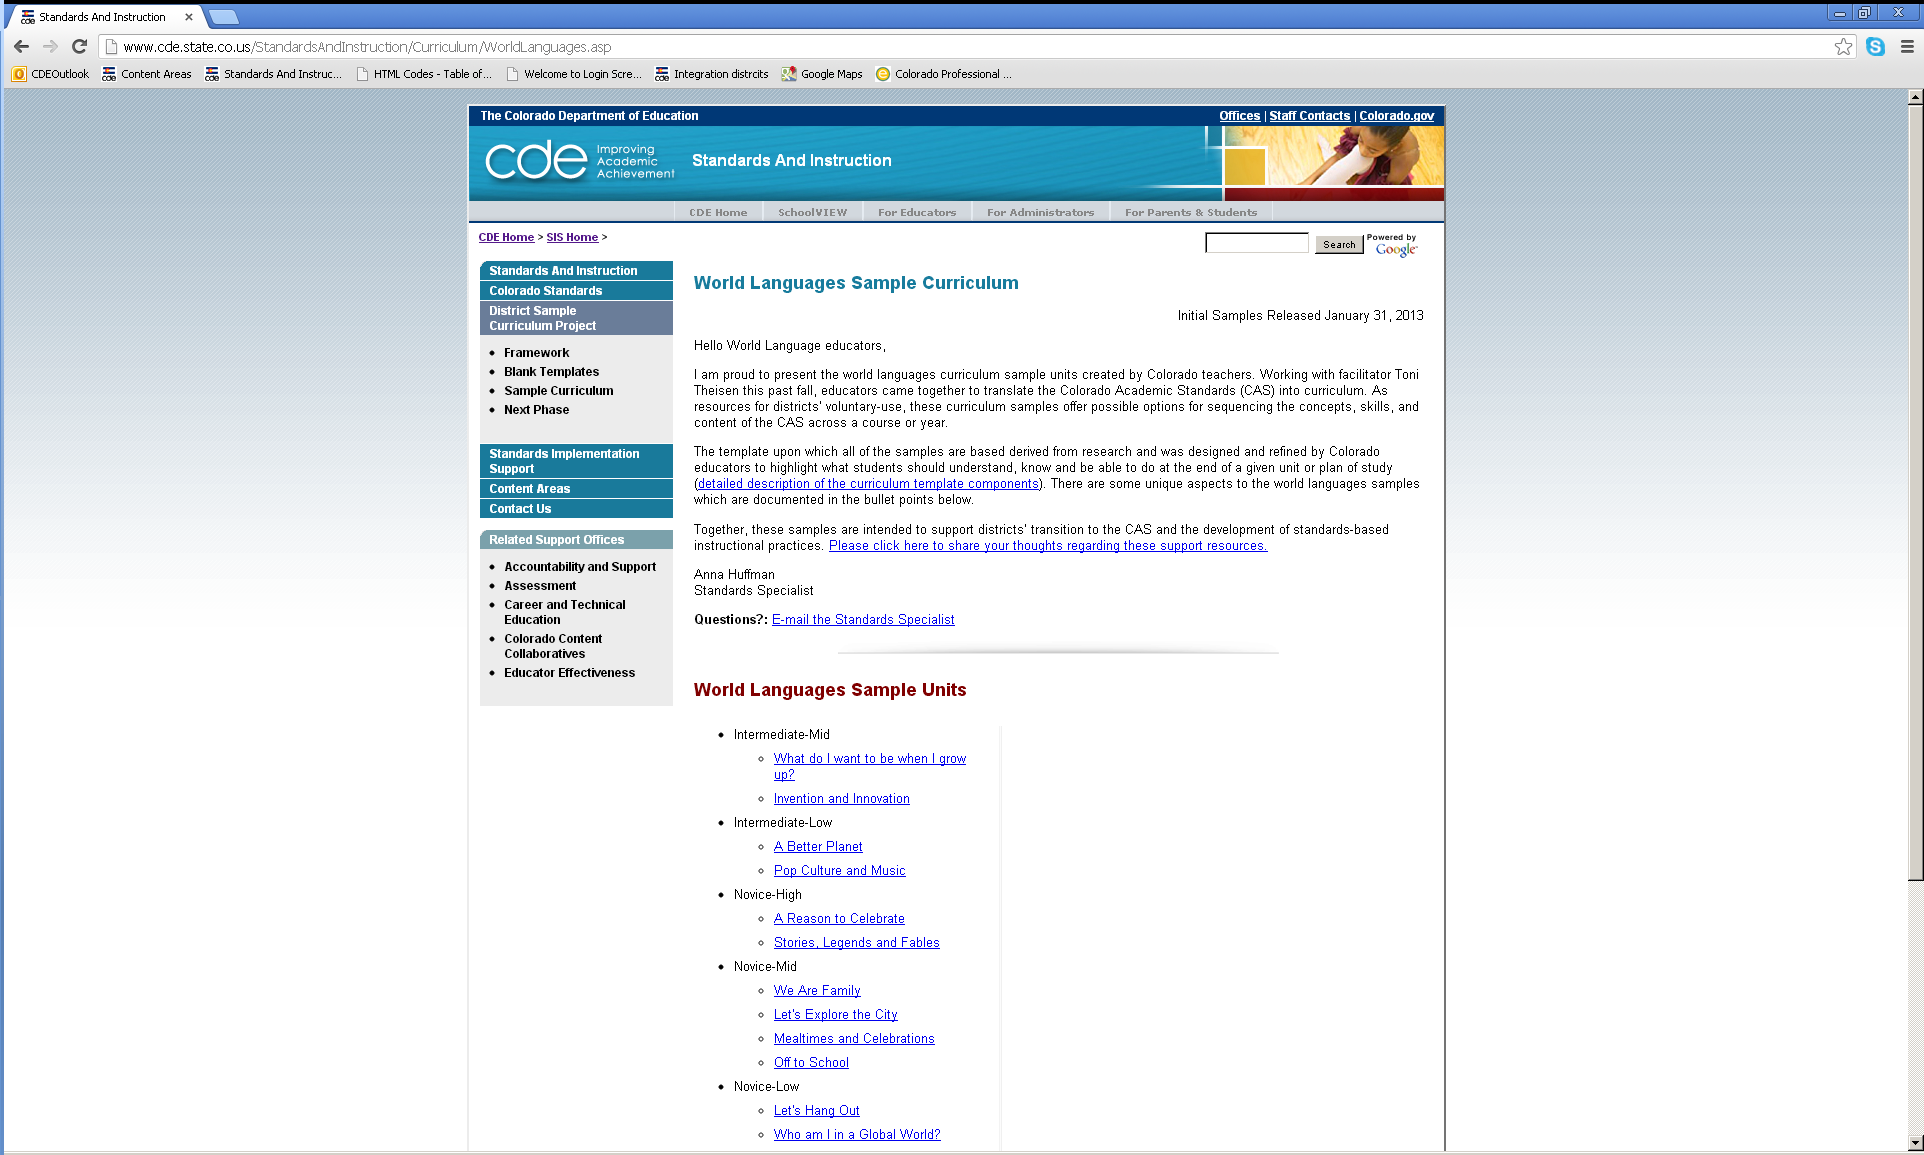 Standards And Instruction
www.cde.state.co.us/StandardsAndInstruction/Curriculum/WorldLanguages.asp
CDEOutlook
Content Areas
Standards And Instruc...
HTML Codes - Table of...
Welcome to Login Scre...
Integration distrcits
Google Maps
Colorado Professional ...
The Colorado Department of Education
Offices | Staff Contacts | Colorado.gov
cde
Improving
Academic
Achievement
Standards And Instruction
CDE Home
SchoolVIEW
For Educators
For Administrators
For Parents & Students
CDE Home > SIS Home >
Search
Powered by
Google
Standards And Instruction
Colorado Standards
District Sample
Curriculum Project
• Framework
• Blank Templates
• Sample Curriculum
• Next Phase
Standards Implementation
Support
Content Areas
Contact Us
Related Support Offices
• Accountability and Support
• Assessment
• Career and Technical
Education
• Colorado Content
Collaboratives
• Educator Effectiveness
World Languages Sample Curriculum
Initial Samples Released January 31, 2013
Hello World Language educators,
I am proud to present the world languages curriculum sample units created by Colorado teachers. Working with facilitator Toni
Theisen this past fall, educators came together to translate the Colorado Academic Standards (CAS) into curriculum. As
resources for districts' voluntary-use, these curriculum samples offer possible options for sequencing the concepts, skills, and
content of the CAS across a course or year.
The template upon which all of the samples are based derived from research and was designed and refined by Colorado
educators to highlight what students should understand, know and be able to do at the end of a given unit or plan of study
(detailed description of the curriculum template components). There are some unique aspects to the world languages samples
which are documented in the bullet points below.
Together, these samples are intended to support districts' transition to the CAS and the development of standards-based
instructional practices. Please click here to share your thoughts regarding these support resources.
Anna Huffman
Standards Specialist
Questions?: E-mail the Standards Specialist
World Languages Sample Units
• Intermediate-Mid
What do I want to be when I grow
up?
Invention and Innovation
• Intermediate-Low
A Better Planet
Pop Culture and Music
• Novice-High
A Reason to Celebrate
Stories, Legends and Fables
• Novice-Mid
We Are Family
Let's Explore the City
Mealtimes and Celebrations
Off to School
• Novice-Low
Let's Hang Out
Who am I in a Global World?